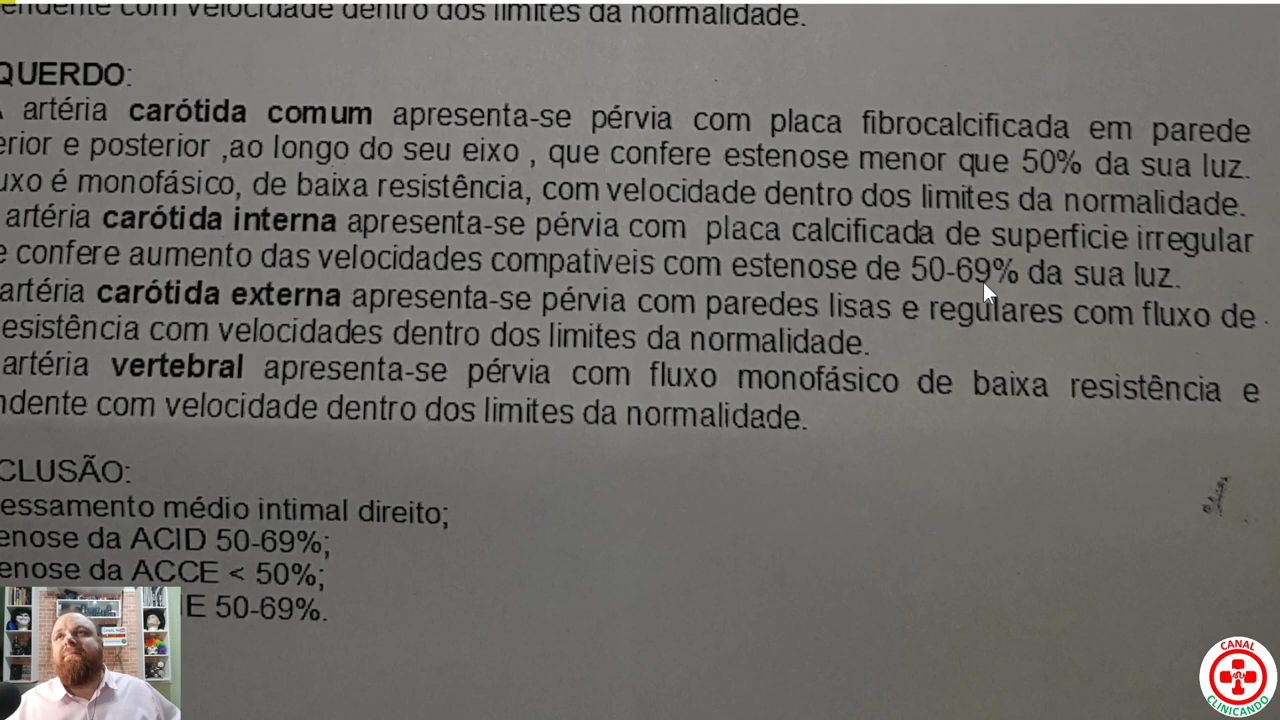 endente com velocidade dentro dos limites da normalidade.
QUERDO:
artéria carótida comum apresenta-se pérvia com placa fibrocalcificada em parede
erior e posterior ,ao longo do seu eixo , que confere estenose menor que 50% da sua luz.
uxo é monofásico, de baixa resistência, com velocidade dentro dos limites da normalidade.
artéria carótida interna apresenta-se pérvia com placa calcificada de superficie irregular
e confere aumento das velocidades compativeis com estenose de 50-69% da sua luz.
artéria carótida externa apresenta-se pérvia com paredes lisas e regulares com fluxo de
esistência com velocidades dentro dos limites da normalidade.
artéria vertebral apresenta-se pérvia com fluxo monofásico de baixa resistência e
ndente com velocidade dentro dos limites da normalidade.
CLUSÃO:
essamento médio intimal direito;
enose da ACID 50-69%;
enose da ACCE < 50%;
E 50-69%.
CANAL
CLINICANDO